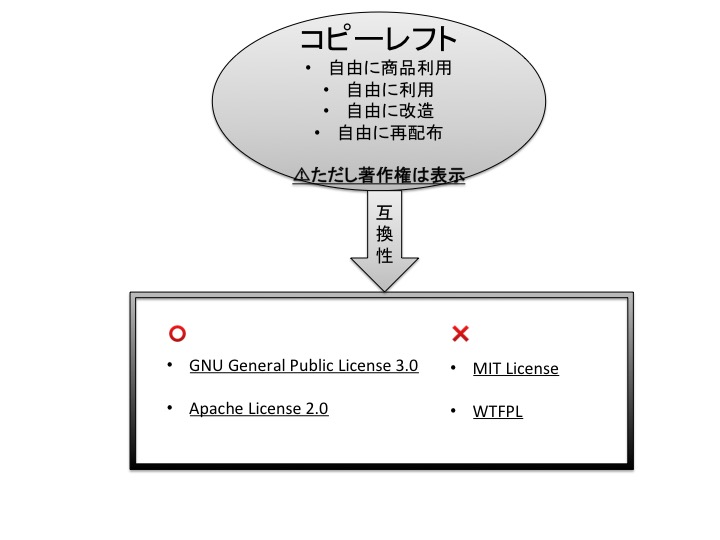 コピーレフト
• 自由に商品利用
• 自由に利用
• 自由に改造
• 自由に再配布
⚠ただし著作権は表示
互
換
性
⭕
• GNU General Public License 3.0
• Apache License 2.0
❌
• MIT License
• WTFPL